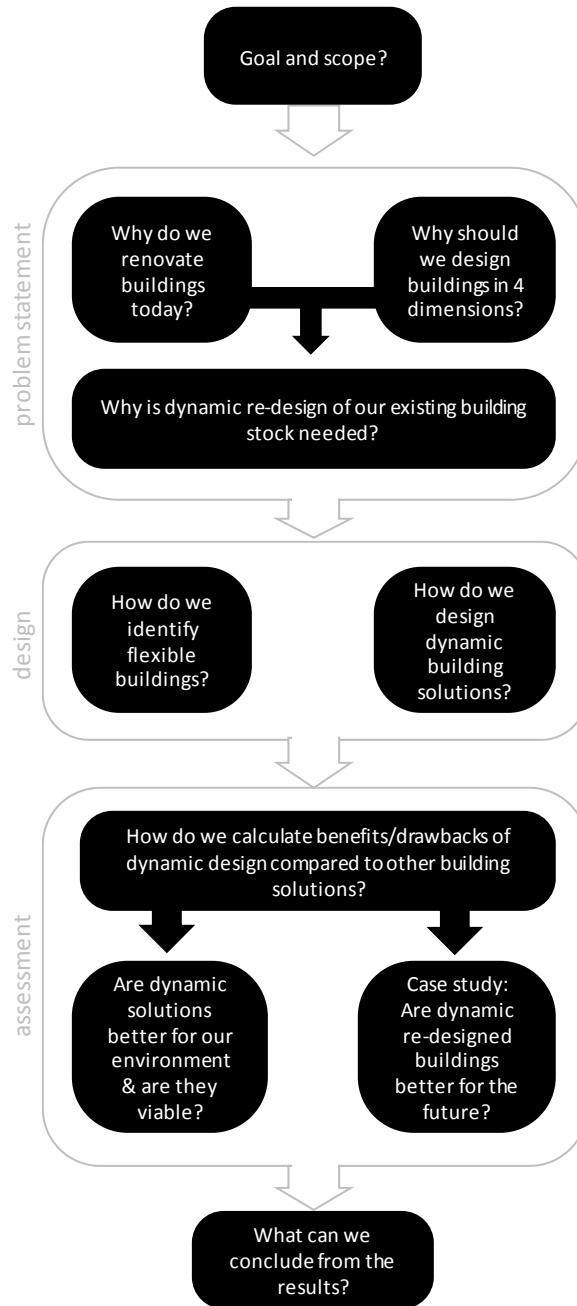 Goal and scope?
problem statement
Why do we
renovate
buildings
today?
Why should
we design
buildings in 4
dimensions?
Why is dynamic re-design of our existing building
stock needed?
design
How do we
identify
flexible
buildings?
How do we
design
dynamic
building
solutions?
assessment
How do we calculate benefits/drawbacks of
dynamic design compared to other building
solutions?
Are dynamic
solutions
better for our
environment
& are they
viable?
Case study:
Are dynamic
re-designed
buildings
better for the
future?
What can we
conclude from the
results?